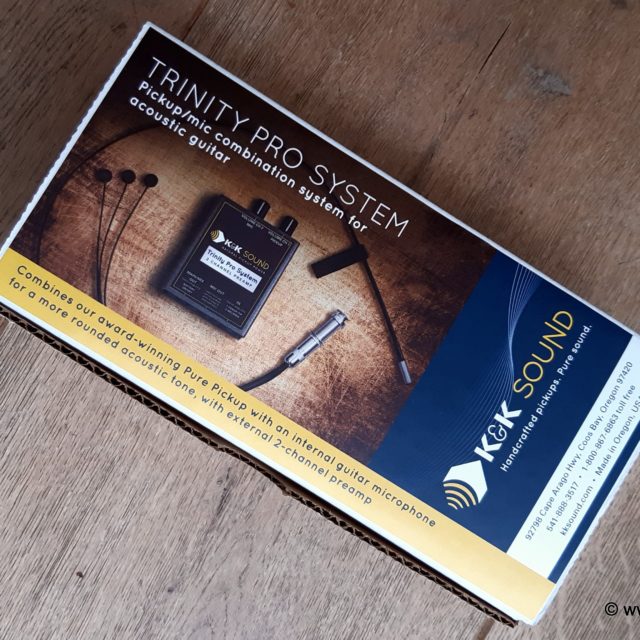 TRINITY PRO SYSTEM
Pickup/mic combination system for
acoustic guitar
K&K SOUND
Trinity Pro System
2 CHANNEL PREAMP
Combines our award-winning Pure Pickup with an internal guitar microphone
for a more rounded acoustic tone, with external 2-channel preamp
K&K SOUND
Handcrafted pickups. Pure sound.
92798 Cape Arago Hwy, Coos Bay, Oregon 97420
541-888-3517 • 1-800-867-6863 toll free
kksound.com • Made in Oregon,
©